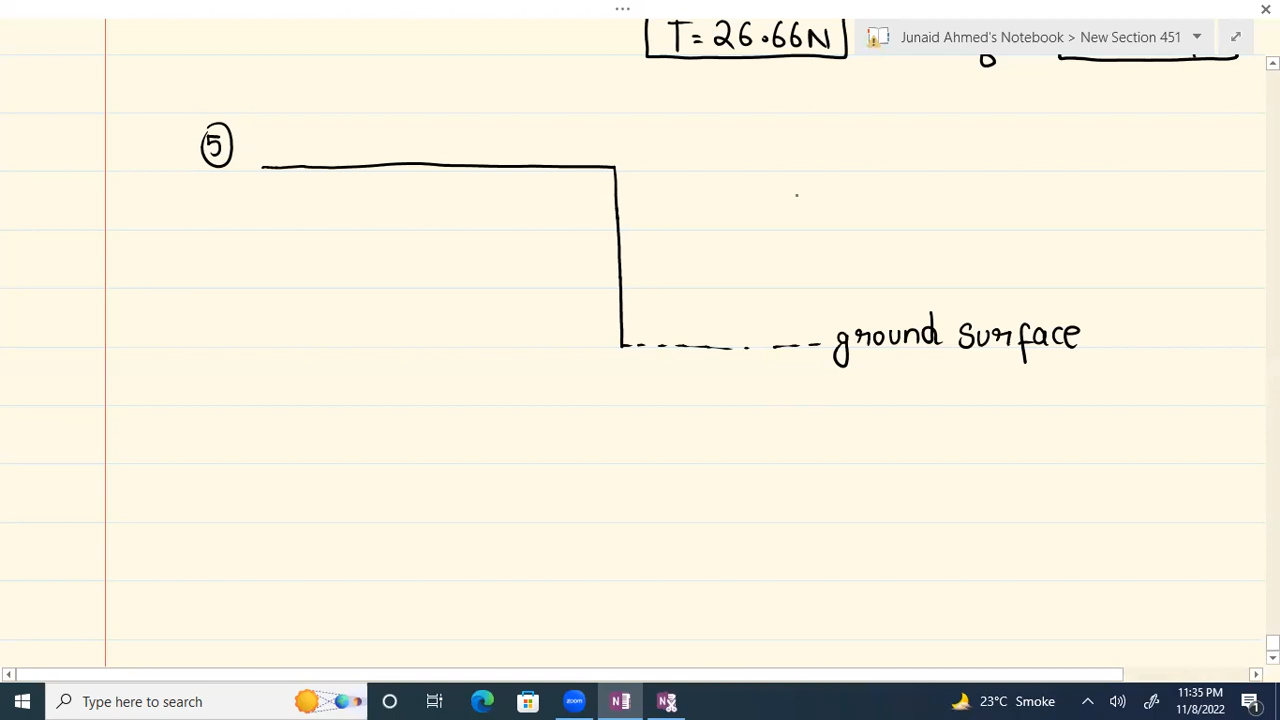 T = 26.66N
Junaid Ahmed's Notebook > New Section 451
5
ground surface
Type here to search
23°C Smoke
11:35 PM
11/8/2022
1